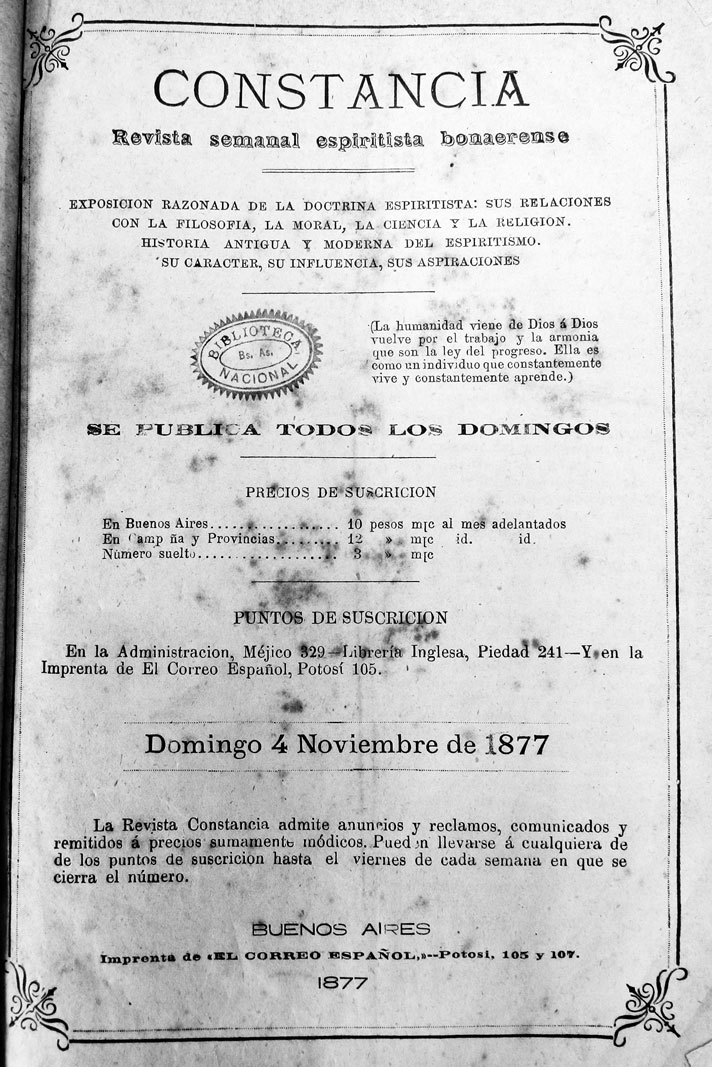 CONSTANCIA
Revista semanal espiritista bonaerense
EXPOSICION RAZONADA DE LA DOCTRINA ESPIRITISTA: SUS RELACIONES
CON LA FILOSOFIA, LA MORAL, LA CIENCIA Y LA RELIGION.
HISTORIA ANTIGUA Y MODERNA DEL ESPIRITISMO.
SU CARACTER, SU INFLUENCIA, SUS ASPIRACIONES
BIBLIOTECA
Bs. As.
NACIONAL
(La humanidad viene de Dios á Dios
vuelve por el trabajo y la armonia
que son la ley del progreso. Ella es
como un individuo que constantemente
vive y constantemente aprende.)
SE PUBLICA TODOS LOS DOMINGOS
PRECIOS DE SUSCRICION
En Buenos Aires.................. 10 pesos m[c al mes adelantados
En Camp ña y Provincias......... 12 » m[c id. id.
Número suelto................... 3 » m[c
PUNTOS DE SUSCRICION
En la Administracion, Méjico 329—Librería Inglesa, Piedad 241—Y en la
Imprenta de El Correo Español, Potosí 105.
Domingo 4 Noviembre de 1877
La Revista Constancia admite anuncios y reclamos, comunicados y
remitidos á precios sumamente módicos. Pueden llevarse á cualquiera de
de los puntos de suscricion hasta el viernes de cada semana en que se
cierra el número.
BUENOS AIRES
Imprenta de «EL CORREO ESPAÑOL,»--Potosi, 105 y 107.
1877